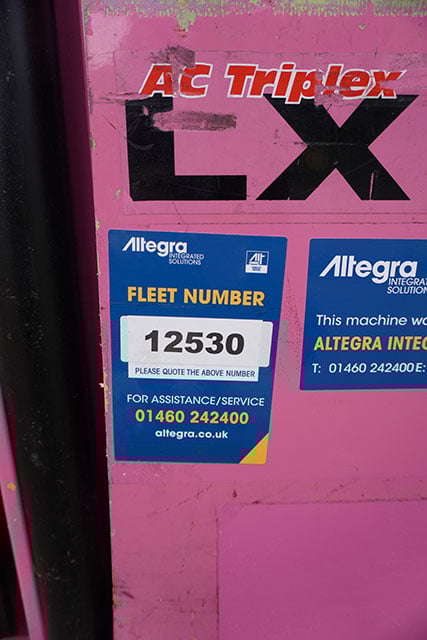 AC Triplex
LX
Altegra
INTEGRATED
SOLUTIONS
FLEET NUMBER
12530
PLEASE QUOTE THE ABOVE NUMBER
FOR ASSISTANCE/SERVICE
01460 242400
altegra.co.uk
Altegra
INTEGRAT
SOLUTION
This machine wa
ALTEGRA INTEG
T: 01460 242400 E: